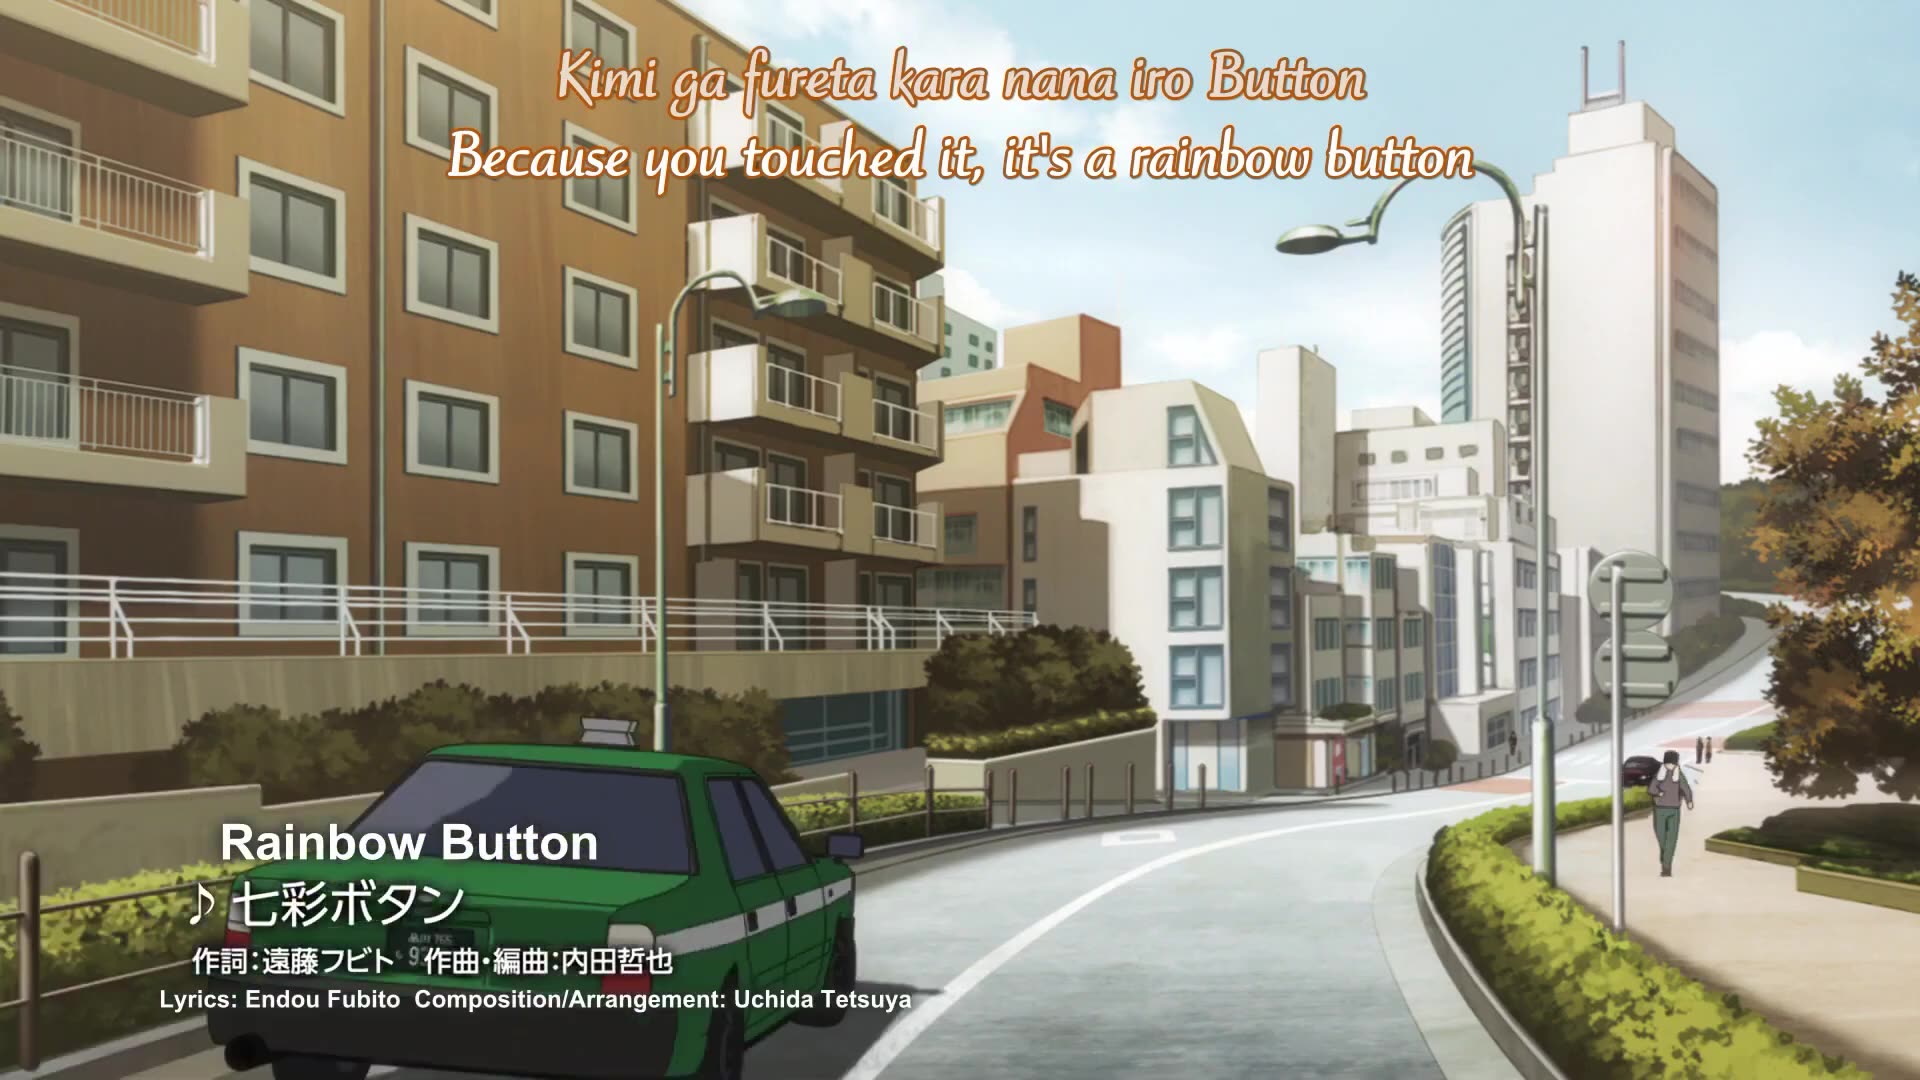 Kimi ga fureta kara nana iro Button
Because you touched it, it's a rainbow button
Rainbow Button
♪ 七彩ボタン
作詞:遠藤フビト 作曲・編曲:内田哲也
Lyrics: Endou Fubito Composition/Arrangement: Uchida Tetsuya